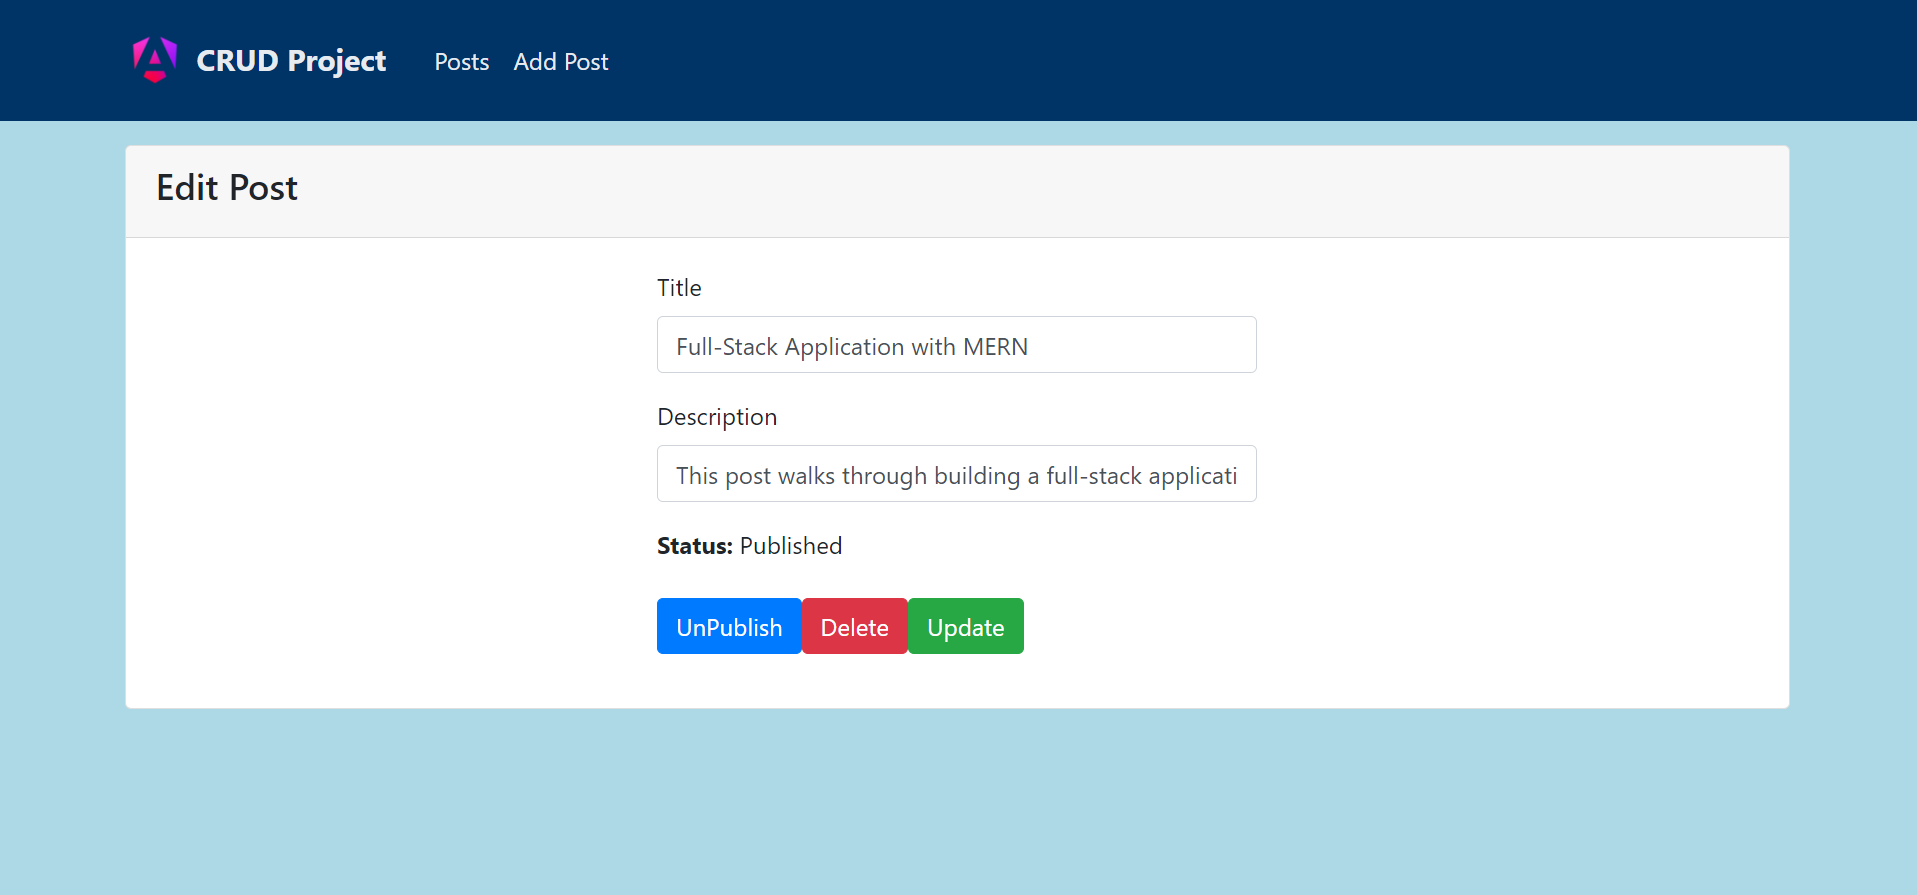 CRUD Project Posts Add Post
Edit Post
Title
Full-Stack Application with MERN
Description
This post walks through building a full-stack applicati
Status: Published
UnPublish Delete Update